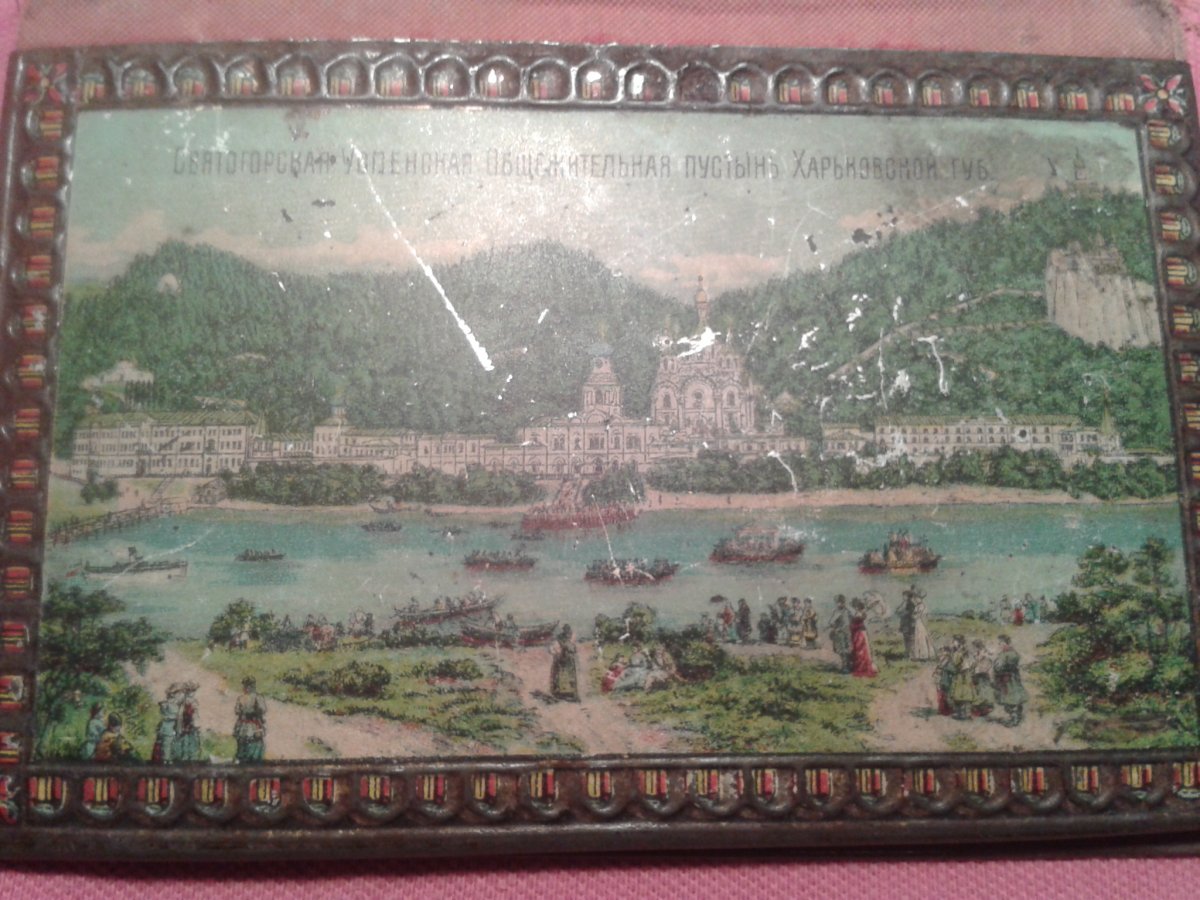 Святогорская Успенская Общежительная пустынь Харьковской губ.